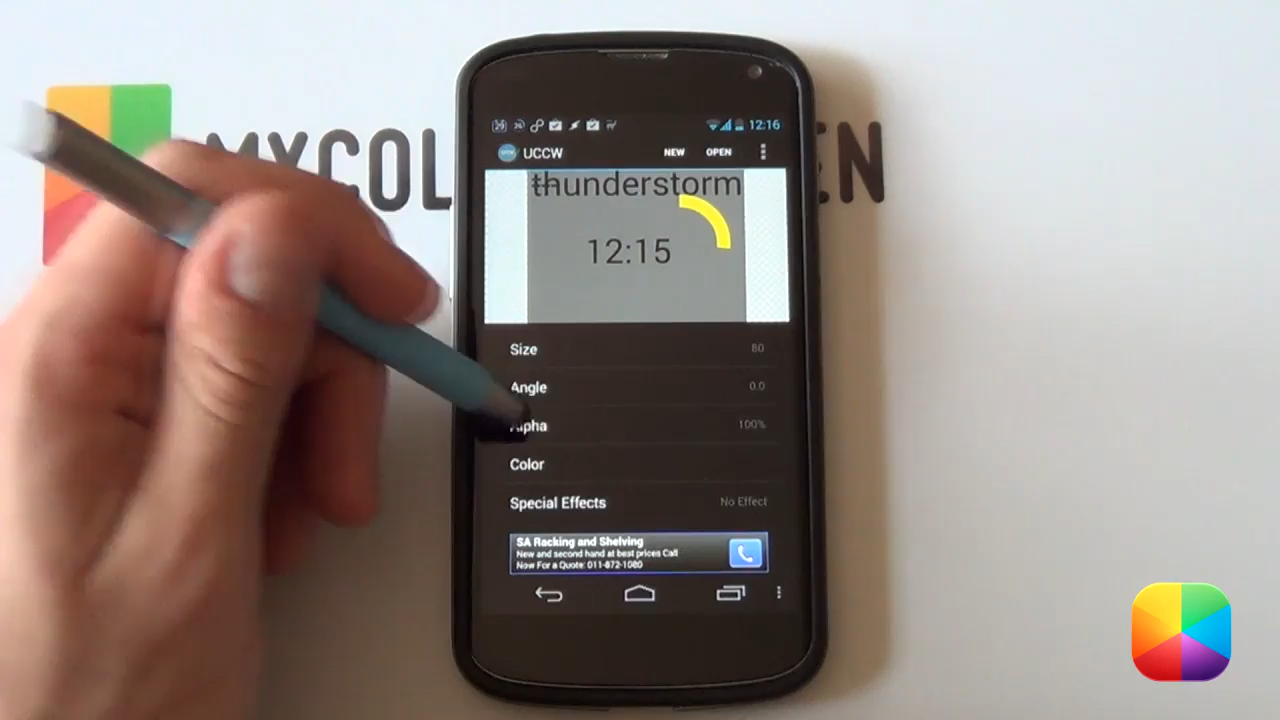 MYCOL EN
12:16
UCCW NEW OPEN
thunderstorm
12:15
Size 80
Angle 0.0
Alpha 100%
Color
Special Effects No Effect
SA Racking and Shelving
New and second hand at best prices Call
Now For a Quote: 011-872-1080